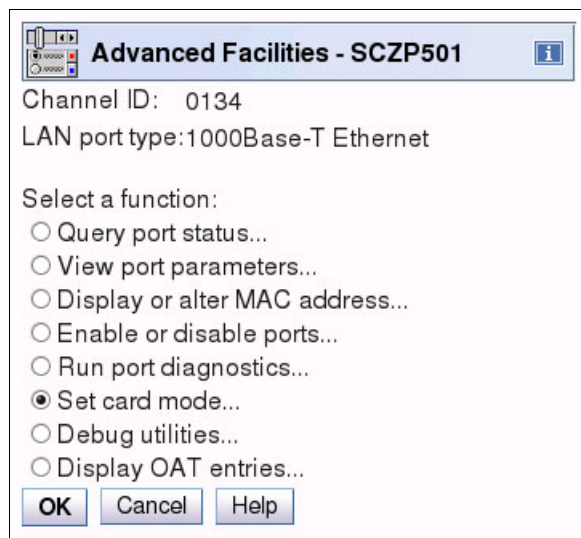 Advanced Facilities - SCZP501
i
Channel ID: 0134
LAN port type:1000Base-T Ethernet
Select a function:
Query port status...
View port parameters...
Display or alter MAC address...
Enable or disable ports...
Run port diagnostics...
Set card mode...
Debug utilities...
Display OAT entries...
OK Cancel Help